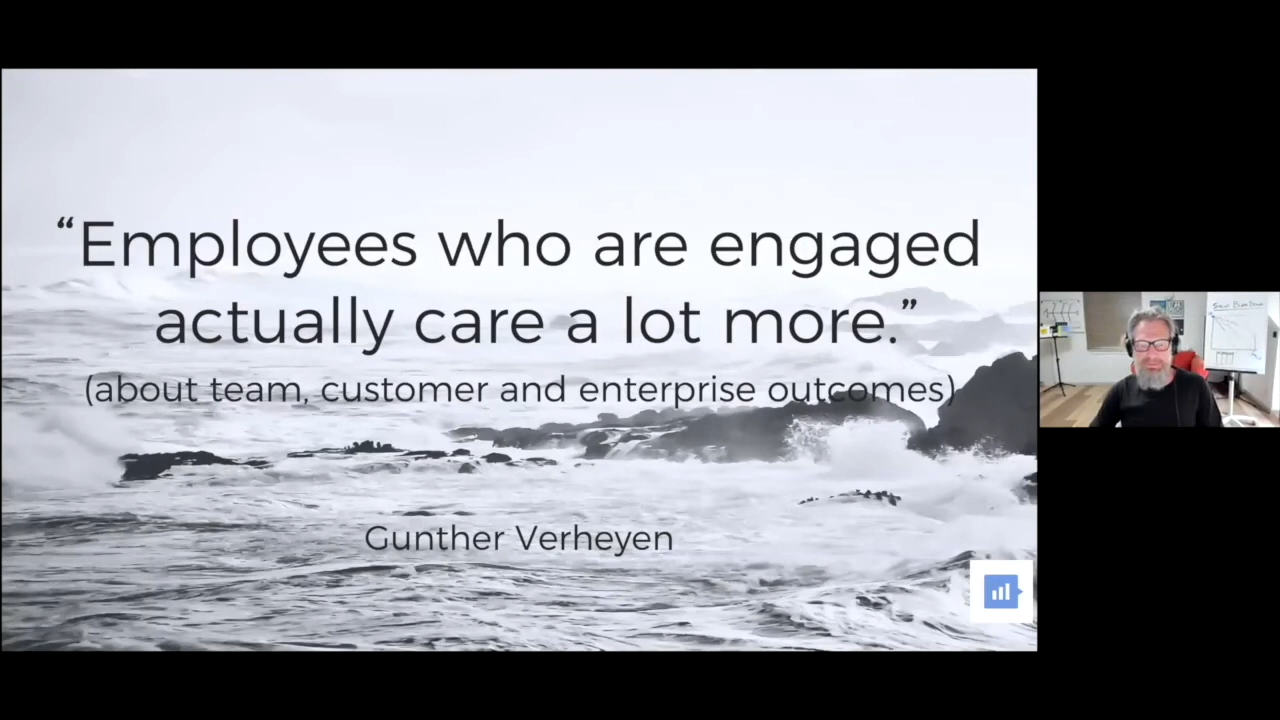 “Employees who are engaged
actually care a lot more.”
(about team, customer and enterprise outcomes)
Gunther Verheyen